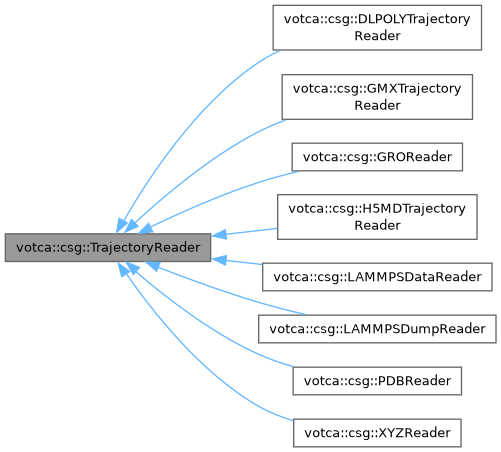 votca::csg::DLPOLYTrajectory
Reader
votca::csg::GMXTrajectory
Reader
votca::csg::GROReader
votca::csg::H5MDTrajectory
Reader
votca::csg::TrajectoryReader
votca::csg::LAMMPSDataReader
votca::csg::LAMMPSDumpReader
votca::csg::PDBReader
votca::csg::XYZReader